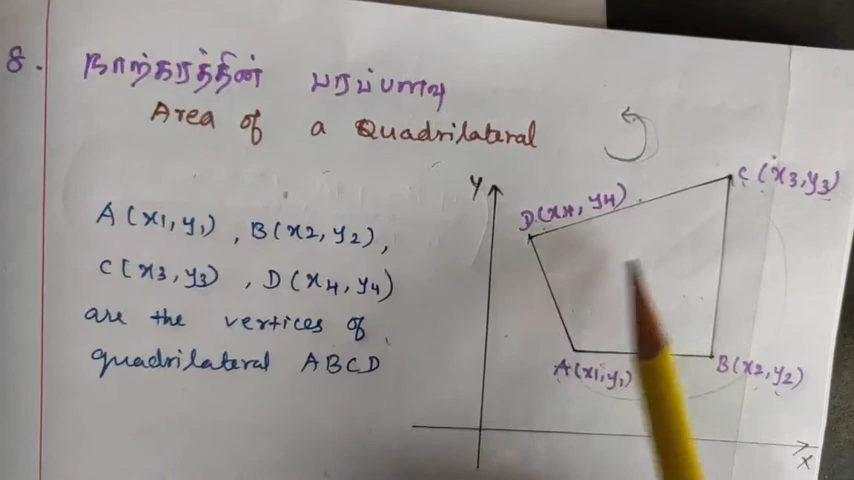 8. நாற்கரத்தின் பரப்பளவு
Area of a Quadrilateral
A(x1,y1), B(x2,y2),
C(x3,y3), D(x4,y4)
are the vertices of
quadrilateral ABCD
Y
C(x3,y3)
D(x4,y4)
A(x1,y1)
B(x2,y2)
X